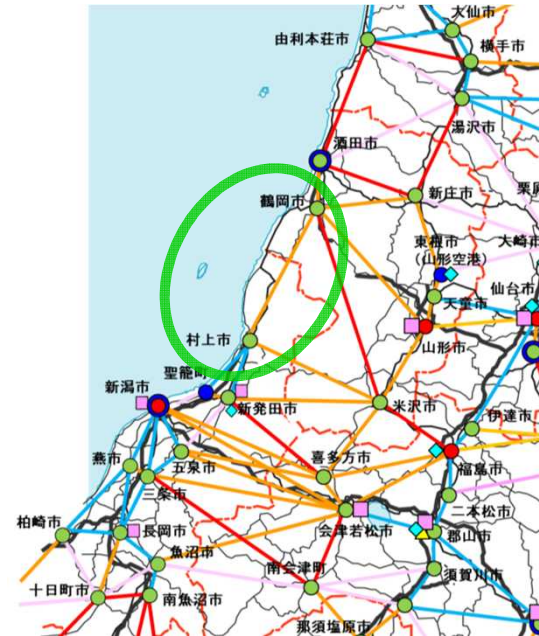 大仙市
由利本荘市
横手市
湯沢市
酒田市
新庄市
鶴岡市
東根市
(山形空港)
大崎市
仙台市
天童市
山形市
村上市
聖籠町
新潟市
新発田市
米沢市
伊達市
燕市
五泉市
喜多方市
福島市
三条市
二本松市
柏崎市
長岡市
会津若松市
郡山市
魚沼市
南会津町
須賀川市
十日町市
南魚沼市
那須塩原市